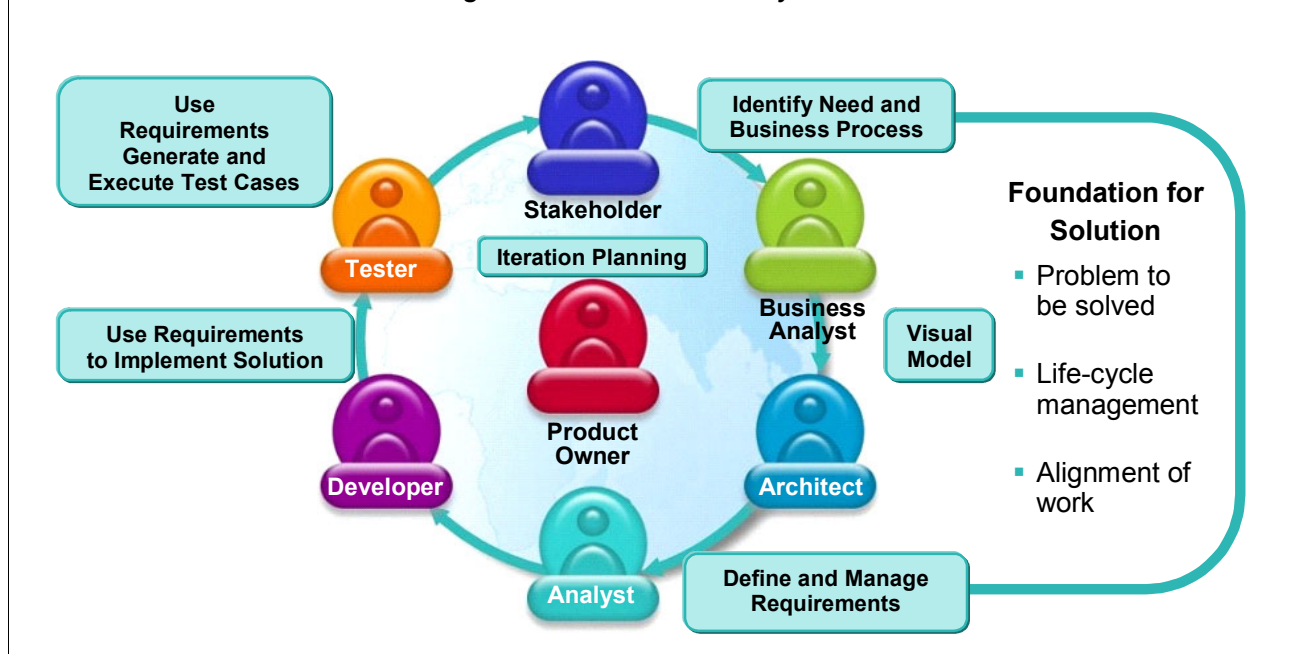 Use
Requirements
Generate and
Execute Test Cases
Identify Need and
Business Process
Stakeholder
Tester
Iteration Planning
Business
Analyst
Foundation for
Solution
Problem to
be solved
Life-cycle
management
Alignment of
work
Use Requirements
to Implement Solution
Visual
Model
Product
Owner
Developer
Architect
Analyst
Define and Manage
Requirements